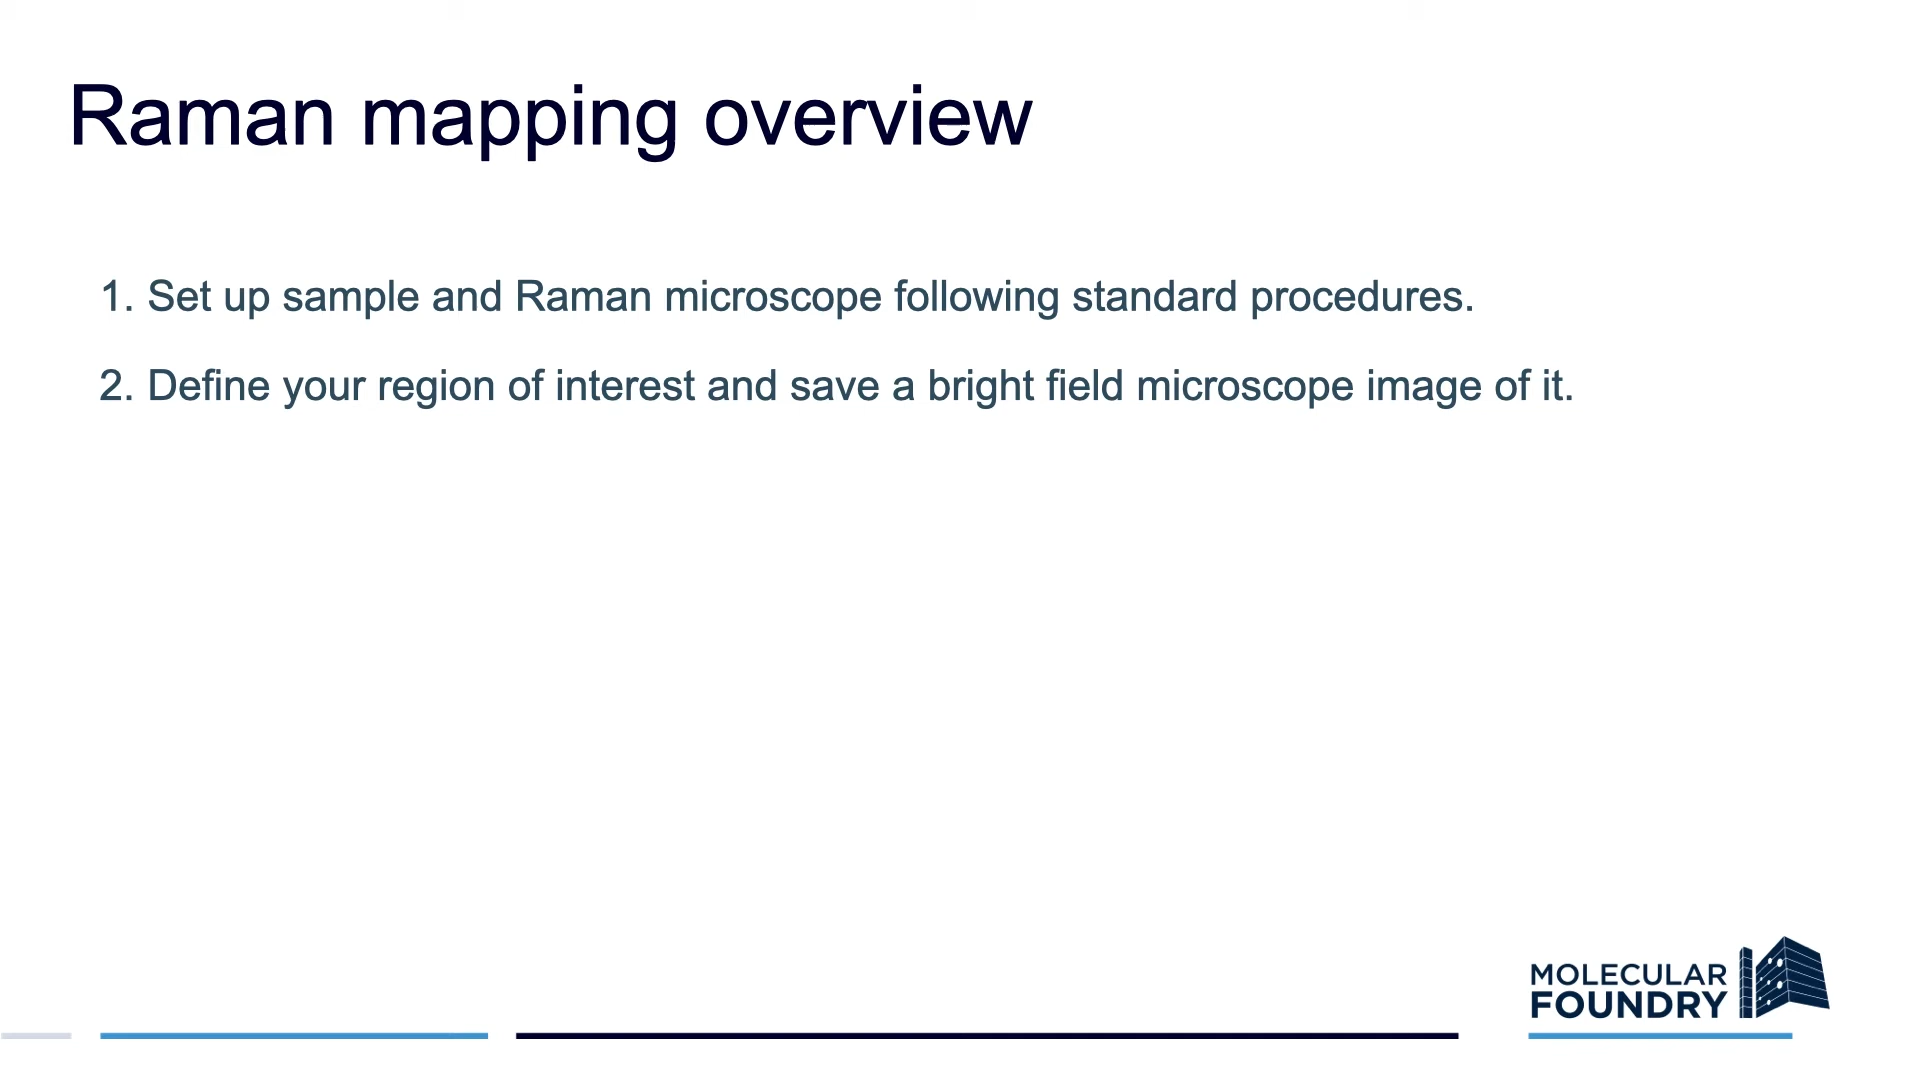 Raman mapping overview
1. Set up sample and Raman microscope following standard procedures.
2. Define your region of interest and save a bright field microscope image of it.
MOLECULAR
FOUNDRY